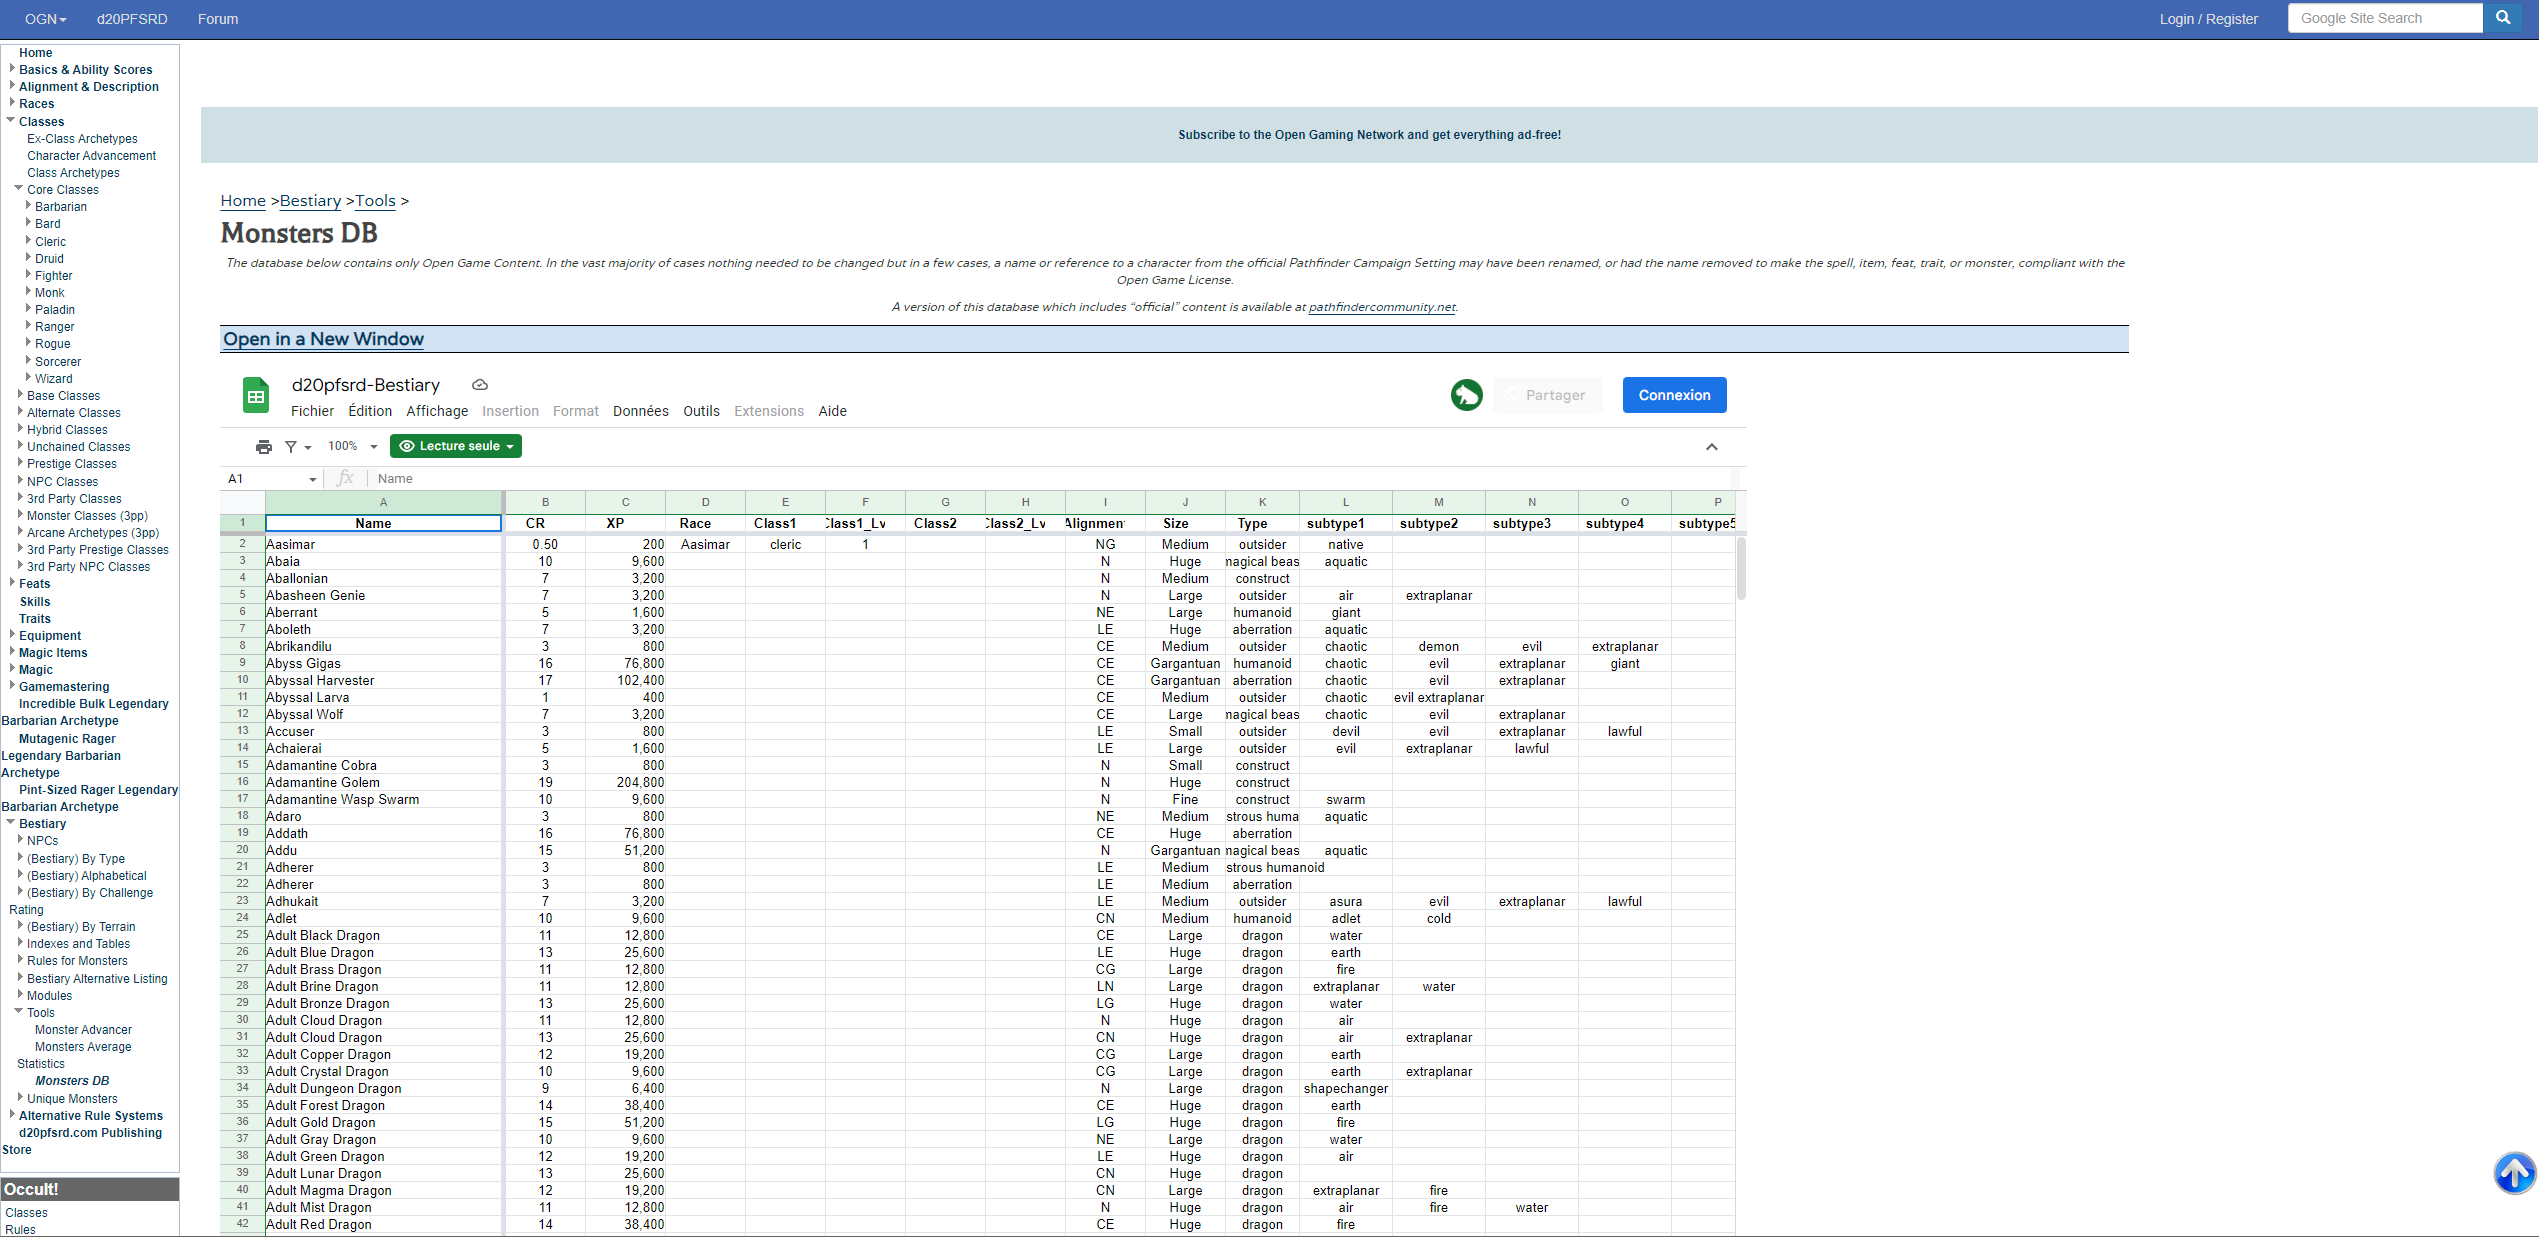 OGN d20PFSRD Forum Login / Register Google Site Search
Home
Basics & Ability Scores
Alignment & Description
Races
Classes
Ex-Class Archetypes
Character Advancement
Class Archetypes
Core Classes
Barbarian
Bard
Cleric
Druid
Fighter
Monk
Paladin
Ranger
Rogue
Sorcerer
Wizard
Base Classes
Alternate Classes
Hybrid Classes
Unchained Classes
Prestige Classes
NPC Classes
3rd Party Classes
Monster Classes (3pp)
Arcane Archetypes (3pp)
3rd Party Prestige Classes
3rd Party NPC Classes
Feats
Skills
Traits
Equipment
Magic Items
Magic
Gamemastering
Incredible Bulk Legendary
Barbarian Archetype
Mutagenic Rager
Legendary Barbarian
Archetype
Pint-Sized Rager Legendary
Barbarian Archetype
Bestiary
NPCs
(Bestiary) By Type
(Bestiary) Alphabetical
(Bestiary) By Challenge
Rating
(Bestiary) By Terrain
Indexes and Tables
Rules for Monsters
Bestiary Alternative Listing
Modules
Tools
Monster Advancer
Monsters Average
Statistics
Monsters DB
Unique Monsters
Alternative Rule Systems
d20pfsrd.com Publishing
Store
Occult!
Classes
Rules
Subscribe to the Open Gaming Network and get everything ad-free!
Home >Bestiary >Tools >
Monsters DB
The database below contains only Open Game Content. In the vast majority of cases nothing needed to be changed but in a few cases, a name or reference to a character from the official Pathfinder Campaign Setting may have been renamed, or had the name removed to make the spell, item, feat, trait, or monster, compliant with the
Open Game License.
A version of this database which includes “official” content is available at pathfindercommunity.net.
Open in a New Window
d20pfsrd-Bestiary
Fichier Édition Affichage Insertion Format Données Outils Extensions Aide
Partager Connexion
100% Lecture seule
A1 fx Name
A B C D E F G H I J K L M N O P
1 Name CR XP Race Class1 Class1_Lv Class2 Class2_Lv Alignmen Size Type subtype1 subtype2 subtype3 subtype4 subtype5
2 Aasimar 0.50 200 Aasimar cleric 1 NG Medium outsider native
3 Abaia 10 9,600 N Huge magical beas aquatic
4 Aballonian 7 3,200 N Medium construct
5 Abasheen Genie 7 3,200 N Large outsider air extraplanar
6 Aberrant 5 1,600 NE Large humanoid giant
7 Aboleth 7 3,200 LE Huge aberration aquatic
8 Abrikandilu 3 800 CE Medium outsider chaotic demon evil extraplanar
9 Abyss Gigas 16 76,800 CE Gargantuan humanoid chaotic evil extraplanar giant
10 Abyssal Harvester 17 102,400 CE Gargantuan aberration chaotic evil extraplanar
11 Abyssal Larva 1 400 CE Medium outsider chaotic evil extraplanar
12 Abyssal Wolf 7 3,200 CE Large magical beas chaotic evil extraplanar
13 Accuser 3 800 LE Small outsider devil evil extraplanar lawful
14 Achaierai 5 1,600 LE Large outsider evil extraplanar lawful
15 Adamantine Cobra 3 800 N Small construct
16 Adamantine Golem 19 204,800 N Huge construct
17 Adamantine Wasp Swarm 10 9,600 N Fine construct swarm
18 Adaro 3 800 NE Medium strous huma aquatic
19 Addath 16 76,800 CE Huge aberration
20 Addu 15 51,200 N Gargantuan magical beas aquatic
21 Adherer 3 800 LE Medium strous humanoid
22 Adherer 3 800 LE Medium aberration
23 Adhukait 7 3,200 LE Medium outsider asura evil extraplanar lawful
24 Adlet 10 9,600 CN Medium humanoid adlet cold
25 Adult Black Dragon 11 12,800 CE Large dragon water
26 Adult Blue Dragon 13 25,600 LE Huge dragon earth
27 Adult Brass Dragon 11 12,800 CG Large dragon fire
28 Adult Brine Dragon 11 12,800 LN Large dragon extraplanar water
29 Adult Bronze Dragon 13 25,600 LG Huge dragon water
30 Adult Cloud Dragon 11 12,800 N Huge dragon air
31 Adult Cloud Dragon 13 25,600 CN Huge dragon air extraplanar
32 Adult Copper Dragon 12 19,200 CG Large dragon earth
33 Adult Crystal Dragon 10 9,600 CG Large dragon earth extraplanar
34 Adult Dungeon Dragon 9 6,400 N Large dragon shapechanger
35 Adult Forest Dragon 14 38,400 CE Huge dragon earth
36 Adult Gold Dragon 15 51,200 LG Huge dragon fire
37 Adult Gray Dragon 10 9,600 NE Large dragon water
38 Adult Green Dragon 12 19,200 LE Huge dragon air
39 Adult Lunar Dragon 13 25,600 CN Huge dragon
40 Adult Magma Dragon 12 19,200 CN Large dragon extraplanar fire
41 Adult Mist Dragon 11 12,800 N Huge dragon air fire water
42 Adult Red Dragon 14 38,400 CE Huge dragon fire